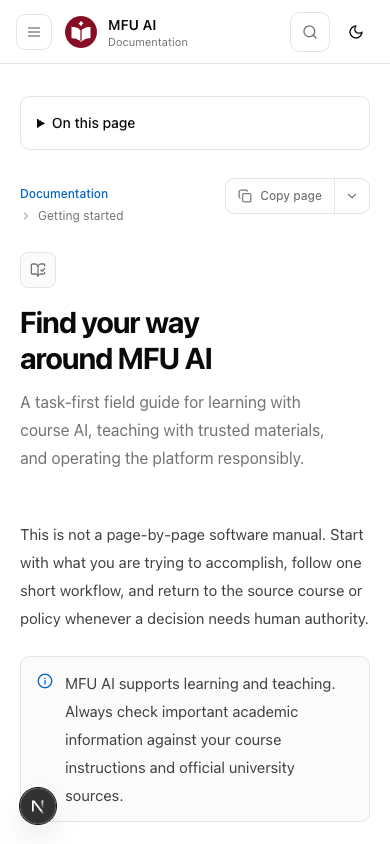 MFU AI
Documentation
On this page
Documentation
Getting started
Copy page
Find your way
around MFU AI
A task-first field guide for learning with
course AI, teaching with trusted materials,
and operating the platform responsibly.
This is not a page-by-page software manual. Start
with what you are trying to accomplish, follow one
short workflow, and return to the source course or
policy whenever a decision needs human authority.
MFU AI supports learning and teaching.
Always check important academic
information against your course
instructions and official university
sources.
N